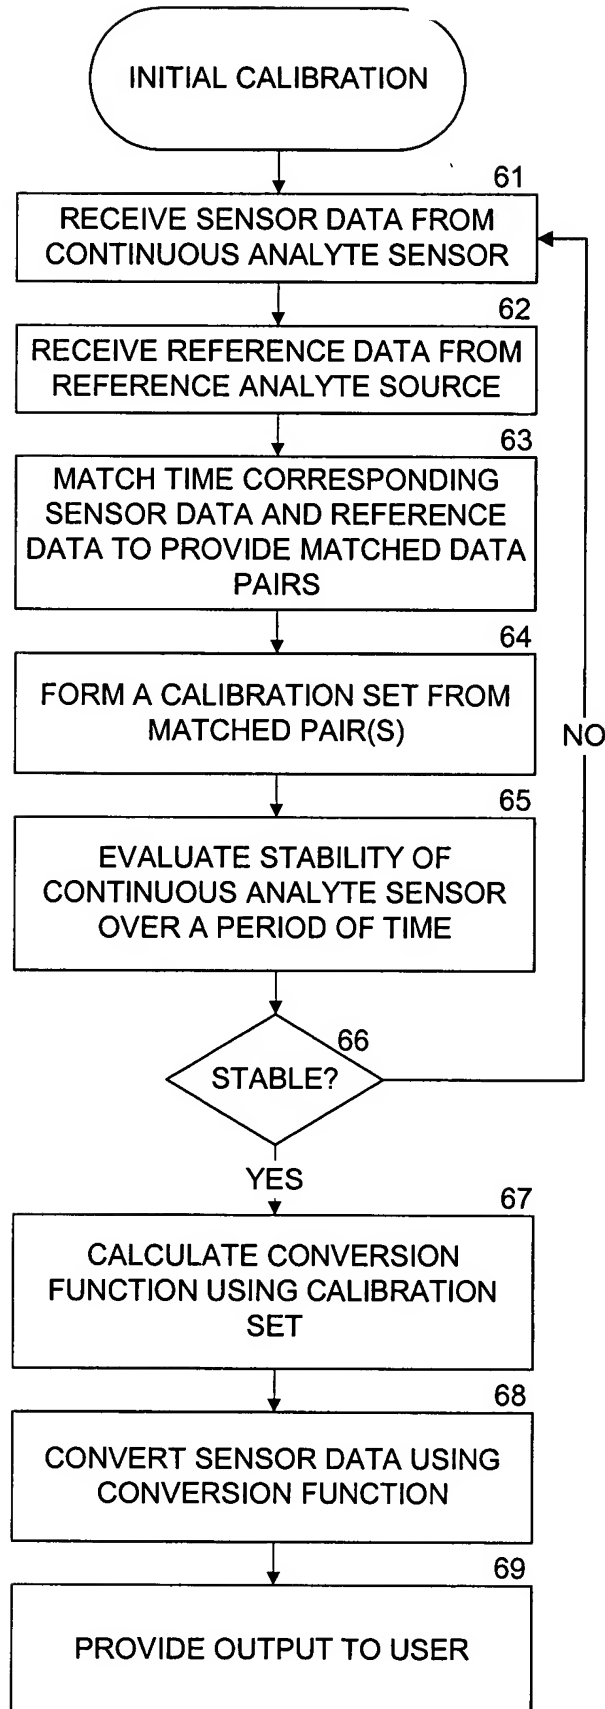 INITIAL CALIBRATION
61
RECEIVE SENSOR DATA FROM
CONTINUOUS ANALYTE SENSOR
62
RECEIVE REFERENCE DATA FROM
REFERENCE ANALYTE SOURCE
63
MATCH TIME CORRESPONDING
SENSOR DATA AND REFERENCE
DATA TO PROVIDE MATCHED DATA
PAIRS
64
FORM A CALIBRATION SET FROM
MATCHED PAIR(S)
NO
65
EVALUATE STABILITY OF
CONTINUOUS ANALYTE SENSOR
OVER A PERIOD OF TIME
66
STABLE?
YES
67
CALCULATE CONVERSION
FUNCTION USING CALIBRATION
SET
68
CONVERT SENSOR DATA USING
CONVERSION FUNCTION
69
PROVIDE OUTPUT TO USER